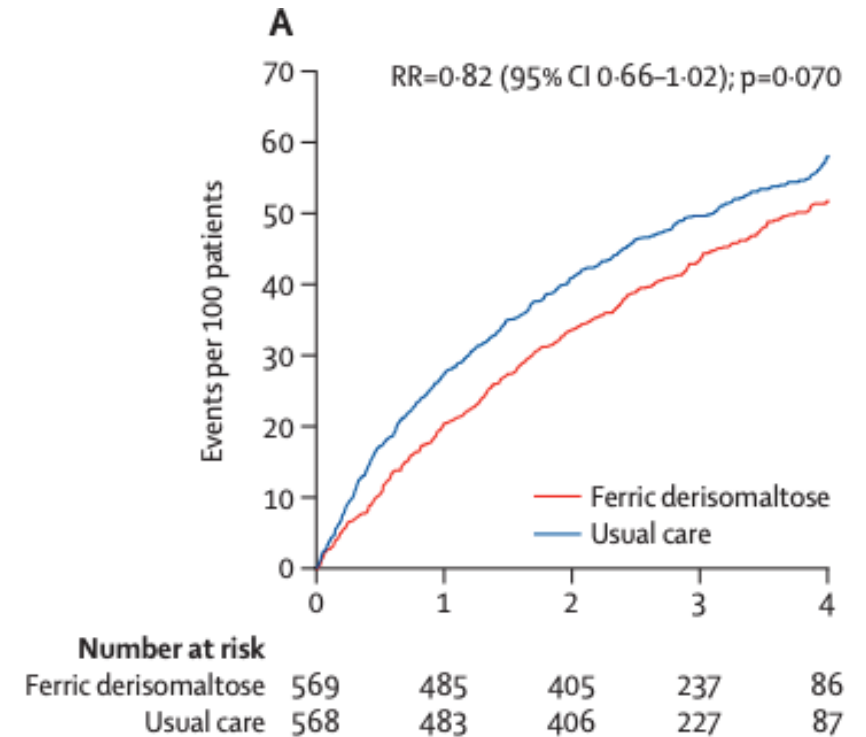 A
RR=0·82 (95% CI 0·66–1·02); p=0·070
Events per 100 patients
70
60
50
40
30
20
10
0
Ferric derisomaltose
Usual care
0 1 2 3 4
Number at risk
Ferric derisomaltose 569 485 405 237 86
Usual care 568 483 406 227 87